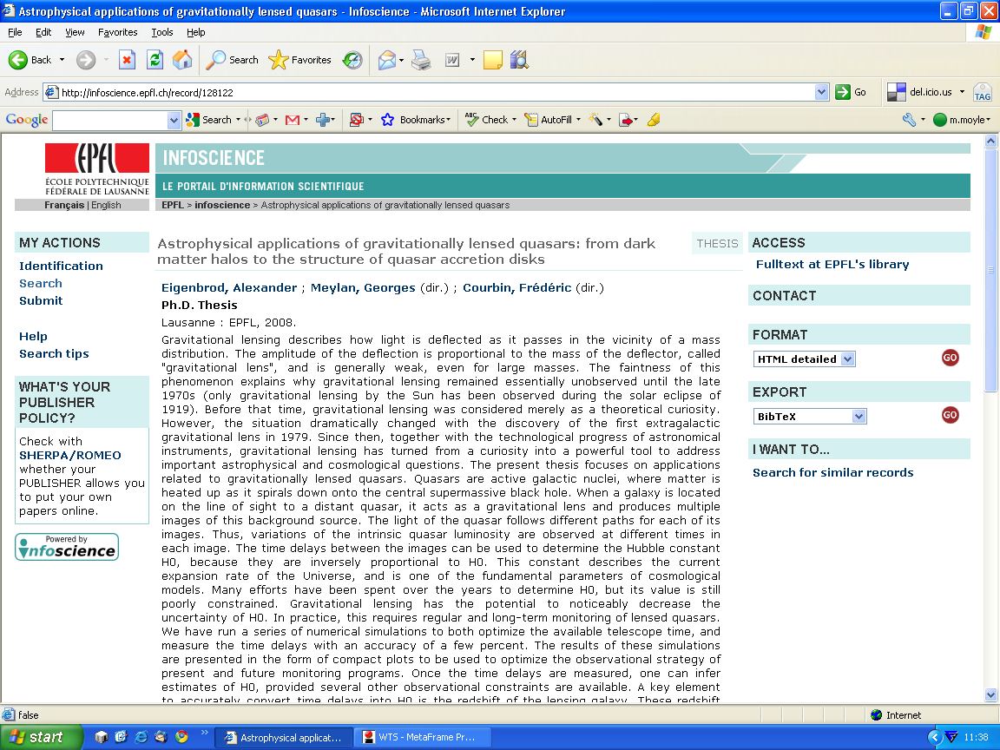 Astrophysical applications of gravitationally lensed quasars - Infoscience - Microsoft Internet Explorer
File Edit View Favorites Tools Help
Back Search Favorites
Address http://infoscience.epfl.ch/record/128122 Go del.icio.us TAG
Google Search Bookmarks Check AutoFill m.moyle
EPFL
ÉCOLE POLYTECHNIQUE
FÉDÉRALE DE LAUSANNE
Français | English
INFOSCIENCE
LE PORTAIL D'INFORMATION SCIENTIFIQUE
EPFL > infoscience > Astrophysical applications of gravitationally lensed quasars
MY ACTIONS
Identification
Search
Submit
Help
Search tips
WHAT'S YOUR
PUBLISHER
POLICY?
Check with
SHERPA/ROMEO
whether your
PUBLISHER allows you
to put your own
papers online.
Powered by
infoscience
Astrophysical applications of gravitationally lensed quasars: from dark
matter halos to the structure of quasar accretion disks
THESIS
Eigenbrod, Alexander ; Meylan, Georges (dir.) ; Courbin, Frédéric (dir.)
Ph.D. Thesis
Lausanne : EPFL, 2008.
Gravitational lensing describes how light is deflected as it passes in the vicinity of a mass
distribution. The amplitude of the deflection is proportional to the mass of the deflector, called
"gravitational lens", and is generally weak, even for large masses. The faintness of this
phenomenon explains why gravitational lensing remained essentially unobserved until the late
1970s (only gravitational lensing by the Sun has been observed during the solar eclipse of
1919). Before that time, gravitational lensing was considered merely as a theoretical curiosity.
However, the situation dramatically changed with the discovery of the first extragalactic
gravitational lens in 1979. Since then, together with the technological progress of astronomical
instruments, gravitational lensing has turned from a curiosity into a powerful tool to address
important astrophysical and cosmological questions. The present thesis focuses on applications
related to gravitationally lensed quasars. Quasars are active galactic nuclei, where matter is
heated up as it spirals down onto the central supermassive black hole. When a galaxy is located
on the line of sight to a distant quasar, it acts as a gravitational lens and produces multiple
images of this background source. The light of the quasar follows different paths for each of its
images. Thus, variations of the intrinsic quasar luminosity are observed at different times in
each image. The time delays between the images can be used to determine the Hubble constant
H0, because they are inversely proportional to H0. This constant describes the current
expansion rate of the Universe, and is one of the fundamental parameters of cosmological
models. Many efforts have been spent over the years to determine H0, but its value is still
poorly constrained. Gravitational lensing has the potential to noticeably decrease the
uncertainty of H0. In practice, this requires regular and long-term monitoring of lensed quasars.
We have run a series of numerical simulations to both optimize the available telescope time, and
measure the time delays with an accuracy of a few percent. The results of these simulations
are presented in the form of compact plots to be used to optimize the observational strategy of
present and future monitoring programs. Once the time delays are measured, one can infer
estimates of H0, provided several other observational constraints are available. A key element
to accurately convert time delays into H0 is the redshift of the lensing galaxy. These redshift
ACCESS
Fulltext at EPFL's library
CONTACT
FORMAT
HTML detailed GO
EXPORT
BibTeX GO
I WANT TO...
Search for similar records
false Internet
start Astrophysical applicat... WTS - MetaFrame Pr... 11:38